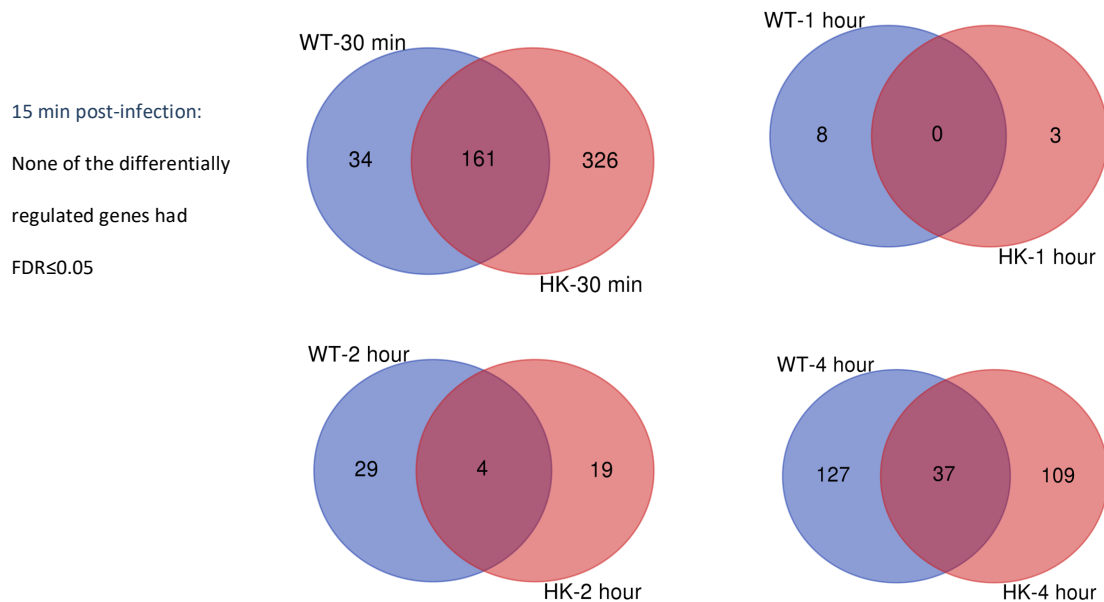 15 min post-infection:
None of the differentially
regulated genes had
FDR≤0.05
WT-30 min
34
161
326
HK-30 min
WT-1 hour
8
0
3
HK-1 hour
WT-2 hour
29
4
19
HK-2 hour
WT-4 hour
127
37
109
HK-4 hour